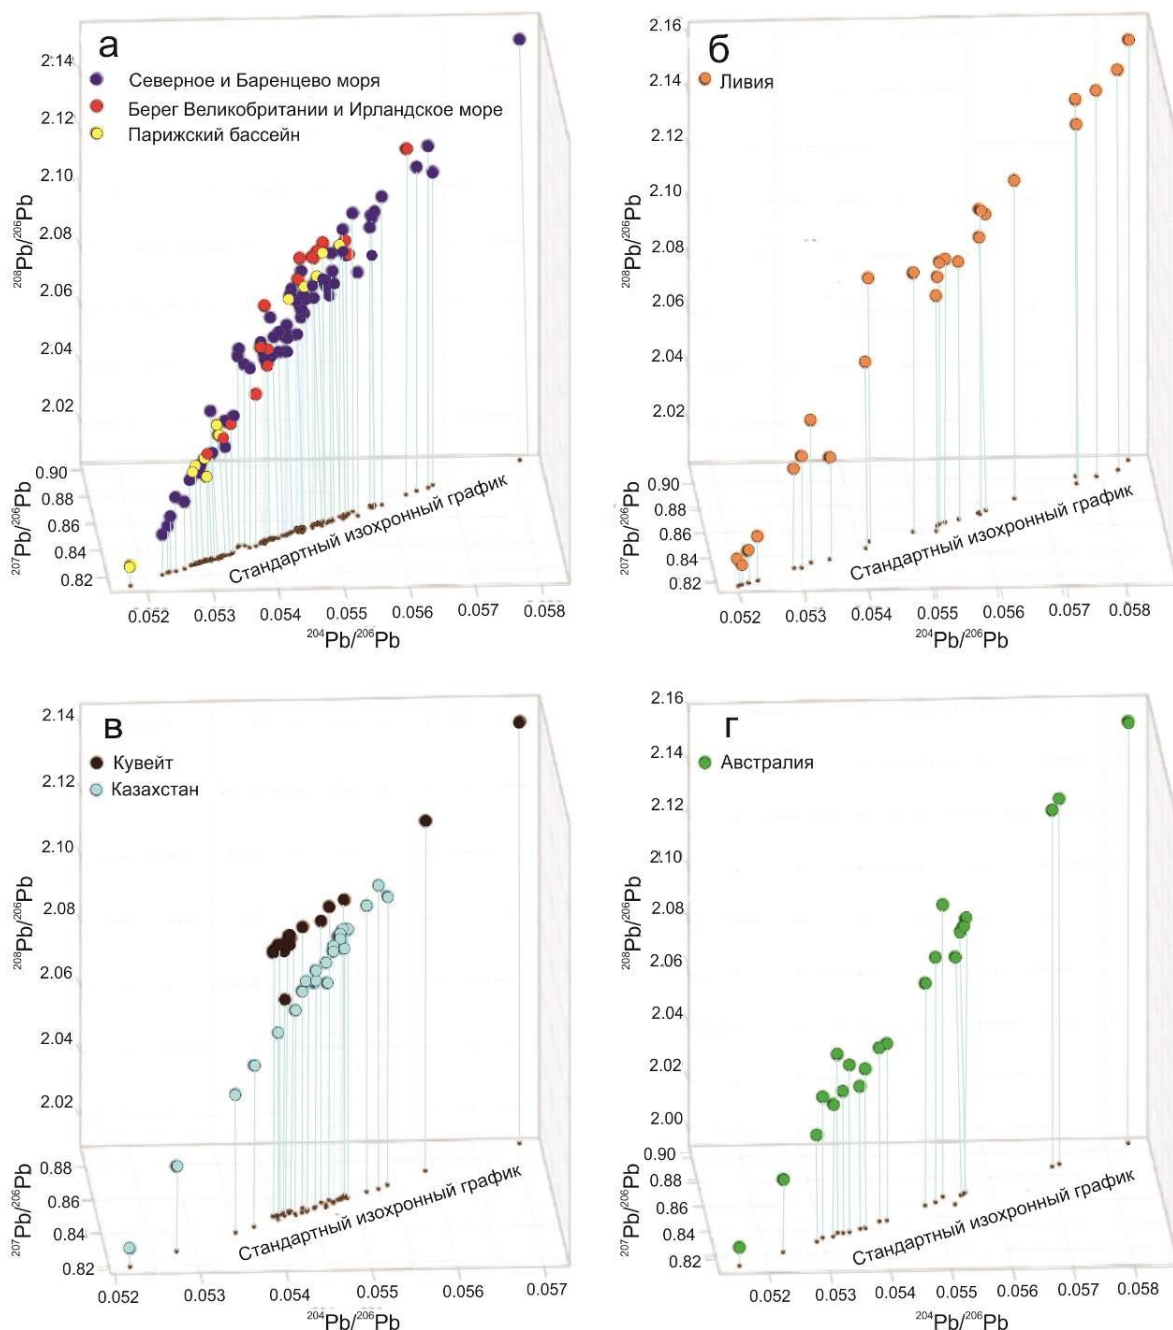 а
Северное и Баренцево моря
Берег Великобритании и Ирландское море
Парижский бассейн
2.14
2.12
2.10
2.08
2.06
2.04
2.02
0.90
0.88
0.86
0.84
0.82
208Pb/206Pb
207Pb/206Pb
Стандартный изохронный график
0.052
0.053
0.054
0.055
0.056
0.057
0.058
204Pb/206Pb
б
Ливия
2.16
2.14
2.12
2.10
2.08
2.06
2.04
2.02
0.90
0.88
0.86
0.84
0.82
208Pb/206Pb
207Pb/206Pb
Стандартный изохронный график
0.052
0.053
0.054
0.055
0.056
0.057
0.058
204Pb/206Pb
в
Кувейт
Казахстан
2.14
2.12
2.10
2.08
2.06
2.04
2.02
0.88
0.86
0.84
0.82
208Pb/206Pb
207Pb/206Pb
Стандартный изохронный график
0.052
0.053
0.054
0.055
0.056
0.057
204Pb/206Pb
г
Австралия
2.16
2.14
2.12
2.10
2.08
2.06
2.04
2.02
2.00
0.90
0.88
0.86
0.84
0.82
208Pb/206Pb
207Pb/206Pb
Стандартный изохронный график
0.052
0.053
0.054
0.055
0.056
0.057
0.058
204Pb/206Pb